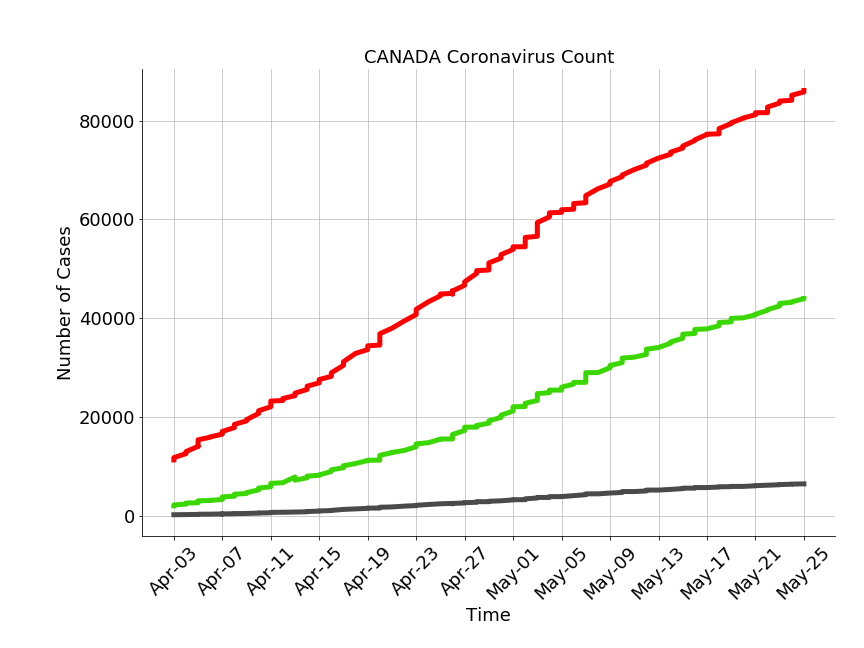 CANADA Coronavirus Count
80000
60000
40000
20000
0
Number of Cases
Apr-03
Apr-07
Apr-11
Apr-15
Apr-19
Apr-23
Apr-27
May-01
May-05
May-09
May-13
May-17
May-21
May-25
Time